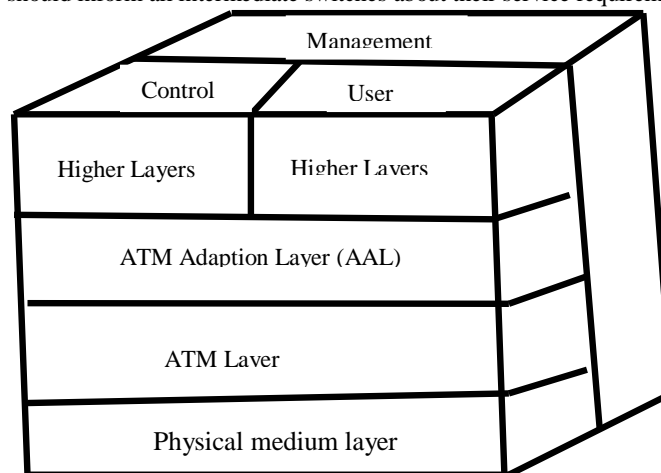 should inform all intermediate switches about their service requirem
Management
Control User
Higher Layers Higher Layers
ATM Adaption Layer (AAL)
ATM Layer
Physical medium layer